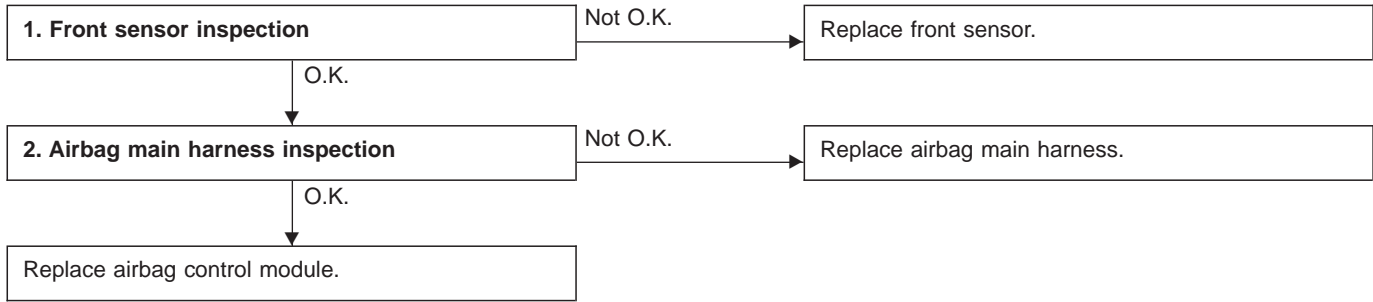 1. Front sensor inspection
Not O.K.
Replace front sensor.
O.K.
2. Airbag main harness inspection
Not O.K.
Replace airbag main harness.
O.K.
Replace airbag control module.